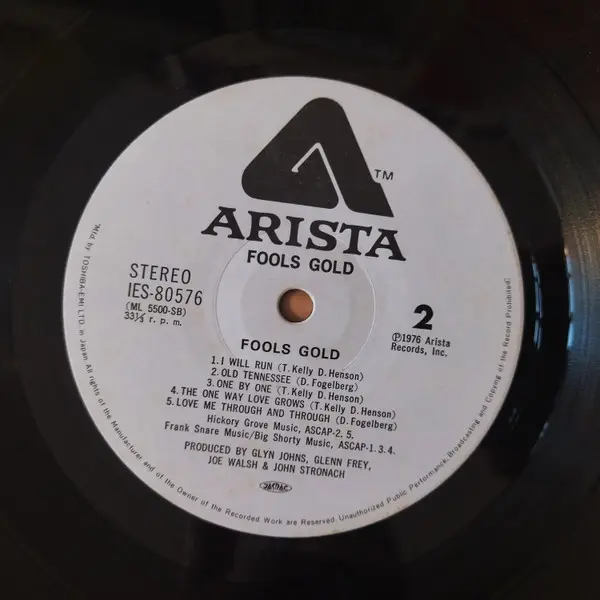 TM
ARISTA
FOOLS GOLD
STEREO
IES-80576
(ML 5500-SB)
33⅓ r. p. m.
2
Ⓟ1976 Arista
Records, Inc.
FOOLS GOLD
1. I WILL RUN (T. Kelly D. Henson)
2. OLD TENNESSEE (D. Fogelberg)
3. ONE BY ONE (T. Kelly D. Henson)
4. THE ONE WAY LOVE GROWS (T. Kelly D. Henson)
5. LOVE ME THROUGH AND THROUGH (D. Fogelberg)
Hickory Grove Music, ASCAP-2. 5.
Frank Snare Music/Big Shorty Music, ASCAP-1. 3. 4.
PRODUCED BY GLYN JOHNS, GLENN FREY,
JOE WALSH & JOHN STRONACH
JASRAC
Mfd. by TOSHIBA-EMI LTD. in Japan All rights of the Manufacturer and of the Owner of the Recorded Work are Reserved. Unauthorized Public Performance, Broadcasting and Copying of the Record Prohibited.